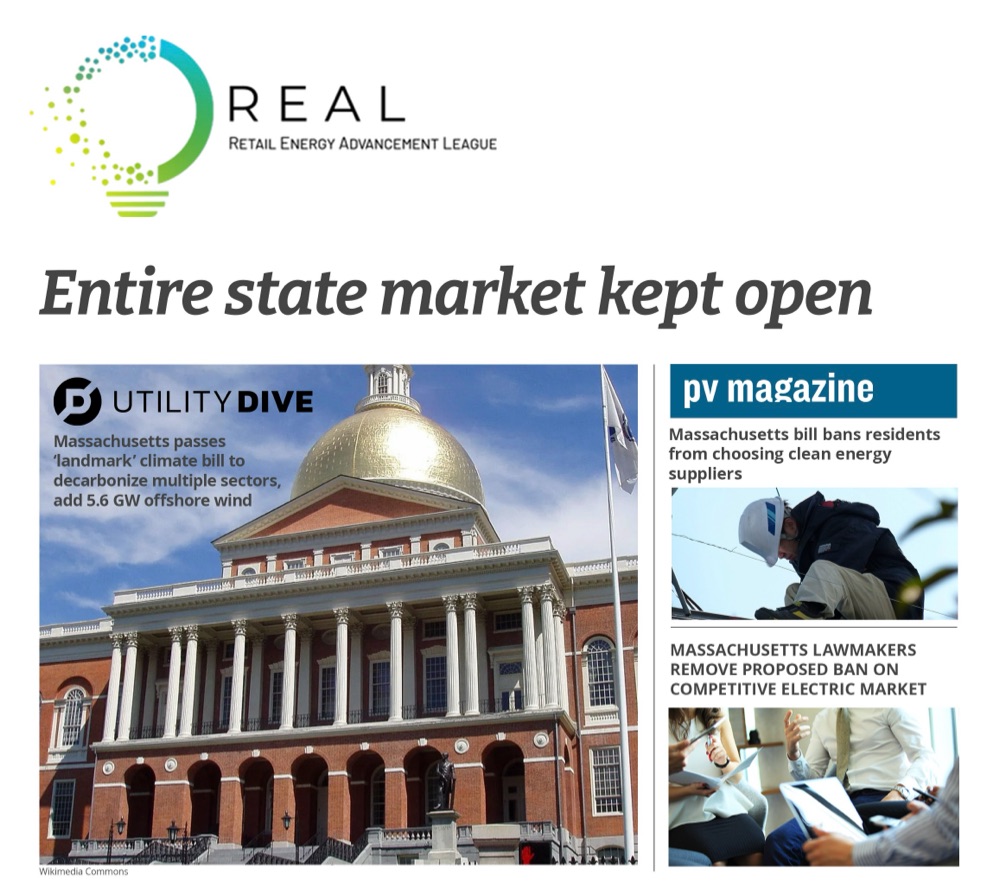 REAL
RETAIL ENERGY ADVANCEMENT LEAGUE
Entire state market kept open
UTILITY DIVE
Massachusetts passes
‘landmark’ climate bill to
decarbonize multiple sectors,
add 5.6 GW offshore wind
Wikimedia Commons
pv magazine
Massachusetts bill bans residents
from choosing clean energy
suppliers
MASSACHUSETTS LAWMAKERS
REMOVE PROPOSED BAN ON
COMPETITIVE ELECTRIC MARKET